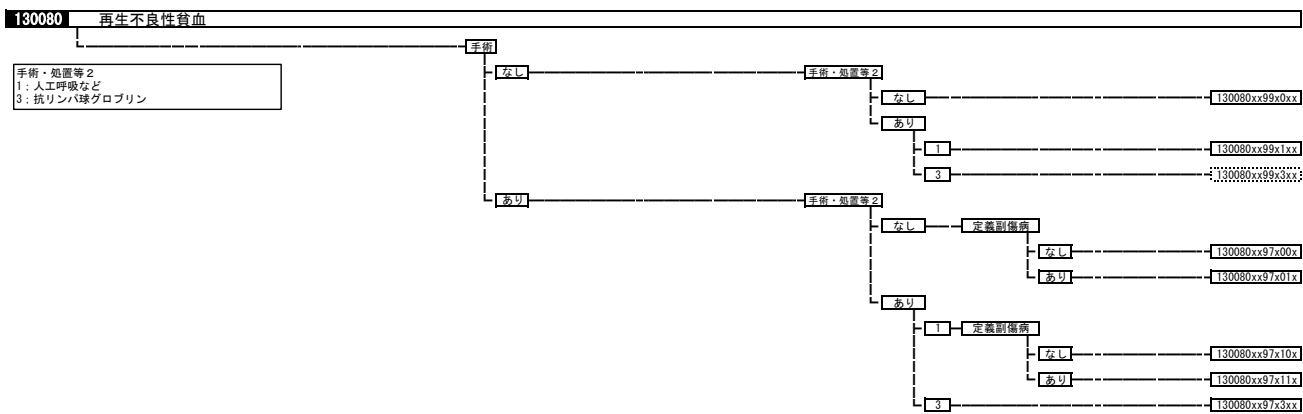 130080 再生不良性貧血
手術
手術・処置等２
1：人工呼吸など
3：抗リンパ球グロブリン
なし
手術・処置等２
なし
130080xx99x0xx
あり
1
130080xx99x1xx
3
130080xx99x3xx
あり
手術・処置等２
なし
定義副傷病
なし
130080xx97x00x
あり
130080xx97x01x
あり
1
定義副傷病
なし
130080xx97x10x
あり
130080xx97x11x
3
130080xx97x3xx